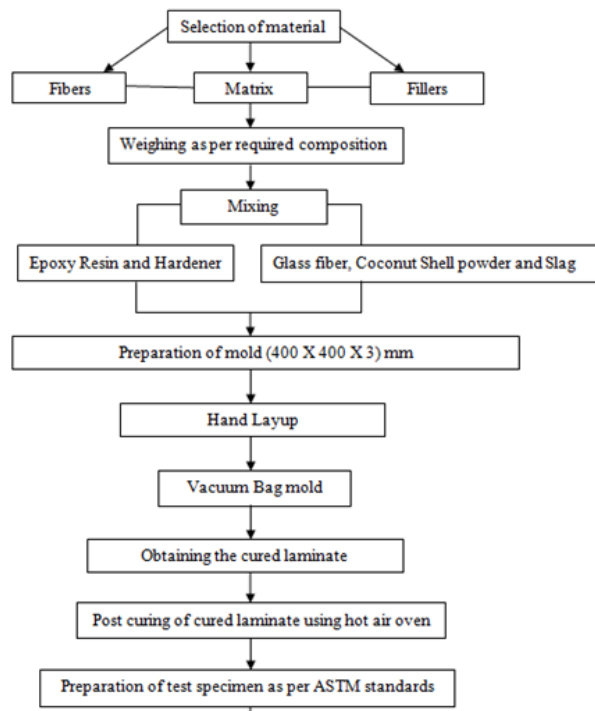 Selection of material
Fibers
Matrix
Fillers
Weighing as per required composition
Mixing
Epoxy Resin and Hardener
Glass fiber, Coconut Shell powder and Slag
Preparation of mold (400 X 400 X 3) mm
Hand Layup
Vacuum Bag mold
Obtaining the cured laminate
Post curing of cured laminate using hot air oven
Preparation of test specimen as per ASTM standards